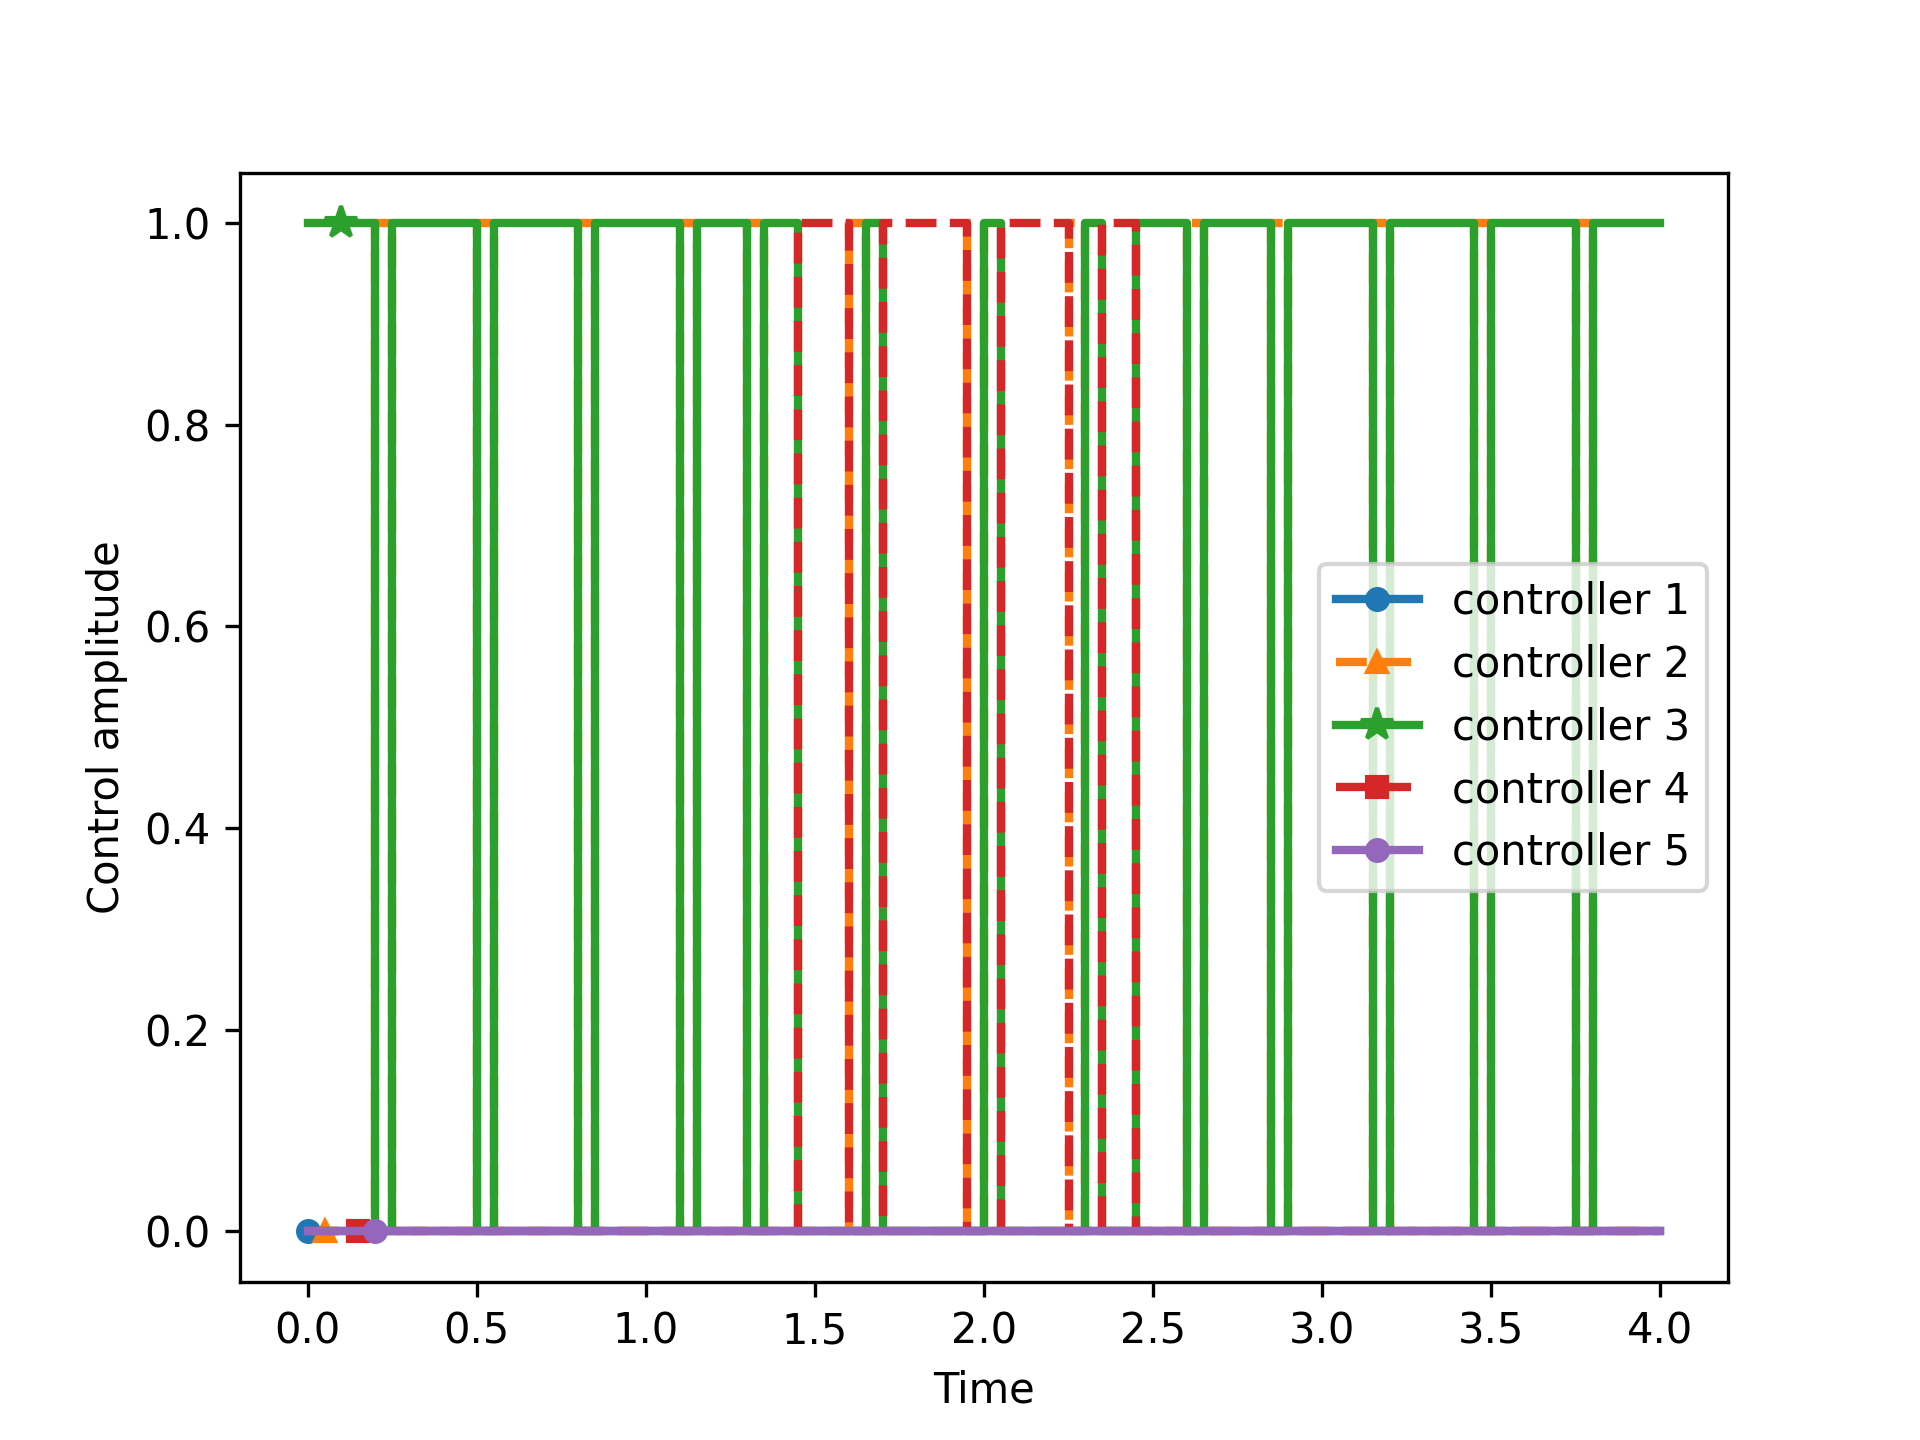 1.0
0.8
0.6
0.4
0.2
0.0
Control amplitude
controller 1
controller 2
controller 3
controller 4
controller 5
0.0 0.5 1.0 1.5 2.0 2.5 3.0 3.5 4.0
Time